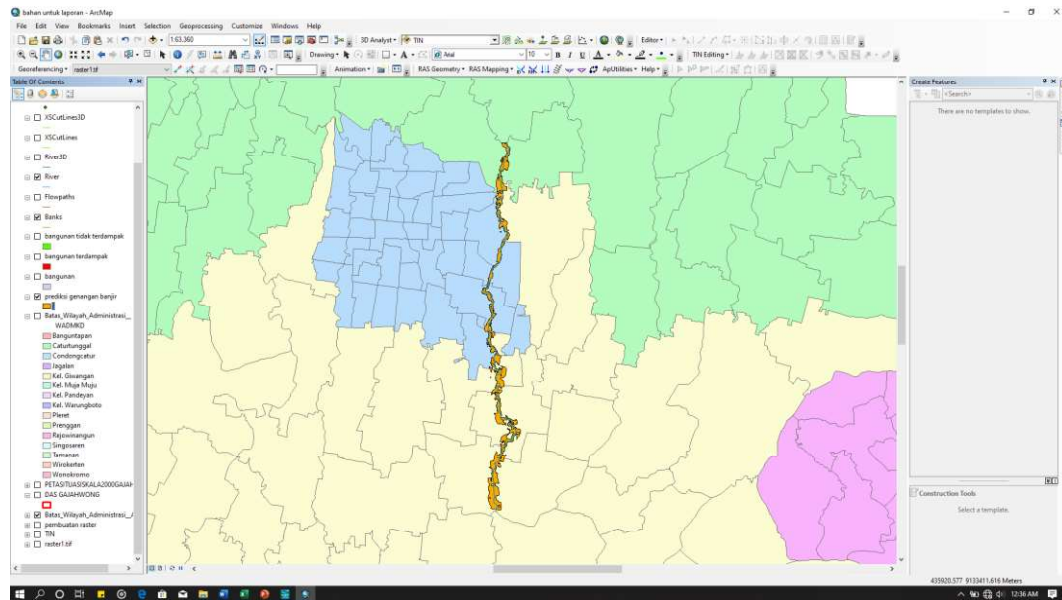 bahan untuk laporan - ArcMap
File Edit View Bookmarks Insert Selection Geoprocessing Customize Windows Help
1:63.360 3D Analyst TIN Editor
Drawing Arial 10 B I U A TIN Editing
Georeferencing raster1.tif Animation RAS Geometry RAS Mapping ApUtilities Help
Table Of Contents
XSCutLines3D
XSCutLines
River3D
River
Flowpaths
Banks
bangunan tidak terdampak
bangunan terdampak
bangunan
prediksi genangan banjir
Batas_Wilayah_Administrasi_
WADMKD
Banguntapan
Caturtunggal
Condongcatur
Jagalan
Kel. Giwangan
Kel. Muja Muju
Kel. Pandeyan
Kel. Warungboto
Pleret
Prenggan
Rejowinangun
Singosaren
Tamanan
Wirokerten
Wonokromo
PETASITUASISKALA2000GAJAH
DAS GAJAHWONG
Batas_Wilayah_Administrasi_
pembuatan raster
TIN
raster1.tif
Create Features
<Search>
There are no templates to show.
Construction Tools
Select a template.
435920.577 9133411.616 Meters
12:36 AM